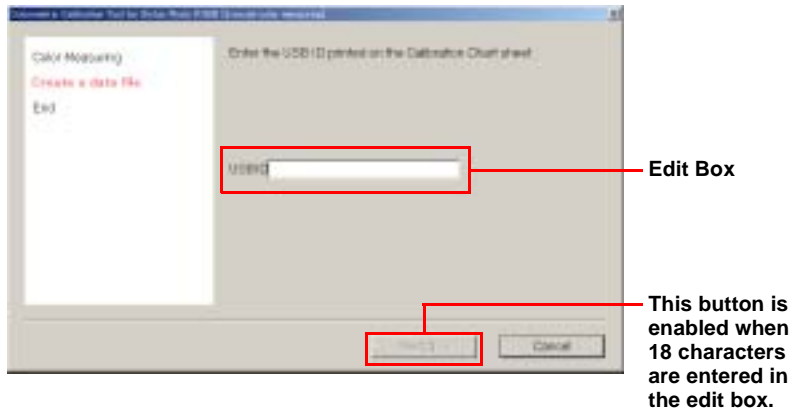 Color Measuring
Enter the USB ID printed on the Calibration Chart sheet
Create a data file
End
USBID
Edit Box
Cancel
This button is
enabled when
18 characters
are entered in
the edit box.